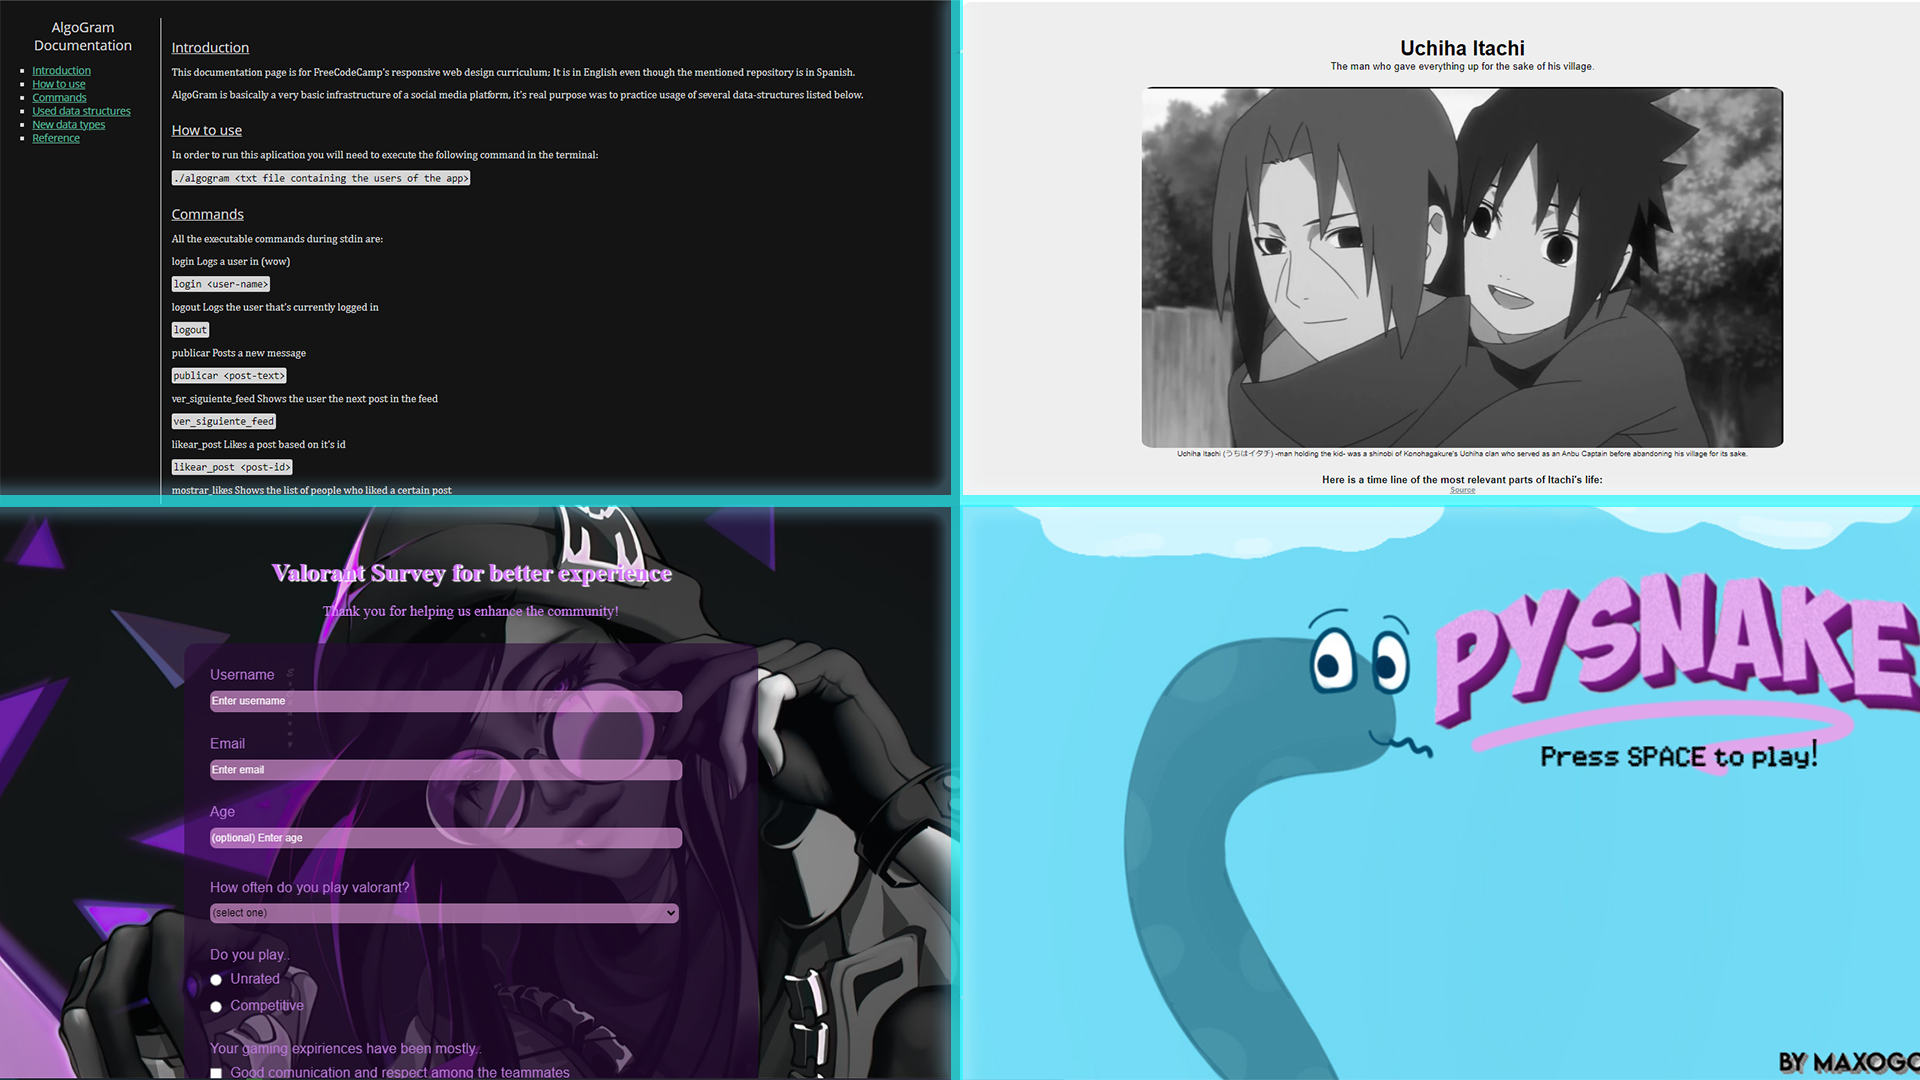 AlgoGram
Documentation
Introduction
How to use
Commands
Used data structures
New data types
Reference
Introduction
This documentation page is for FreeCodeCamp's responsive web design curriculum; It is in English even though the mentioned repository is in Spanish.
AlgoGram is basically a very basic infrastructure of a social media platform, it's real purpose was to practice usage of several data-structures listed below.
How to use
In order to run this aplication you will need to execute the following command in the terminal:
./algogram <txt file containing the users of the app>
Commands
All the executable commands during stdin are:
login Logs a user in (wow)
login <user-name>
logout Logs the user that's currently logged in
logout
publicar Posts a new message
publicar <post-text>
ver_siguiente_feed Shows the user the next post in the feed
ver_siguiente_feed
likear_post Likes a post based on it's id
likear_post <post-id>
mostrar_likes Shows the list of people who liked a certain post
Uchiha Itachi
The man who gave everything up for the sake of his village.
Uchiha Itachi (うちはイタチ) -man holding the kid- was a shinobi of Konohagakure's Uchiha clan who served as an Anbu Captain before abandoning his village for its sake.
Here is a time line of the most relevant parts of Itachi's life:
Source
Valorant Survey for better experience
Thank you for helping us enhance the community!
Username
Enter username
Email
Enter email
Age
(optional) Enter age
How often do you play valorant?
(select one)
Do you play..
Unrated
Competitive
Your gaming expiriences have been mostly..
Good comunication and respect among the teammates
PYSNAKE
Press SPACE to play!
BY MAXOGO